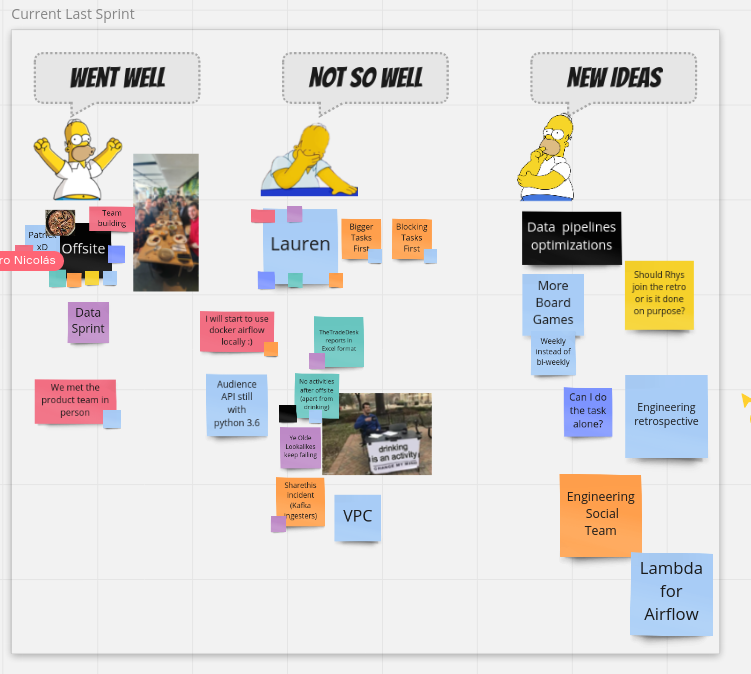 Current Last Sprint
WENT WELL
NOT SO WELL
NEW IDEAS
Team
building
xD
Offsite
ro Nicolás
Data
Sprint
We met the
product team in
person
Lauren
Bigger
Tasks
First
Blocking
Tasks
First
I will start to use
docker airflow
locally :)
TheTradeDesk
reports in
Excel format
Audience
API still
with
python 3.6
No activities
after offsite
(apart from
drinking)
drinking
is an activity
CHANGE MY MIND
Ye Olde
Lookalikes
keep failing
Sharethis
incident
(Kafka
ingesters)
VPC
Data pipelines
optimizations
More
Board
Games
Weekly
instead of
bi-weekly
Should Rhys
join the retro
or is it done
on purpose?
Can I do
the task
alone?
Engineering
retrospective
Engineering
Social
Team
Lambda
for
Airflow